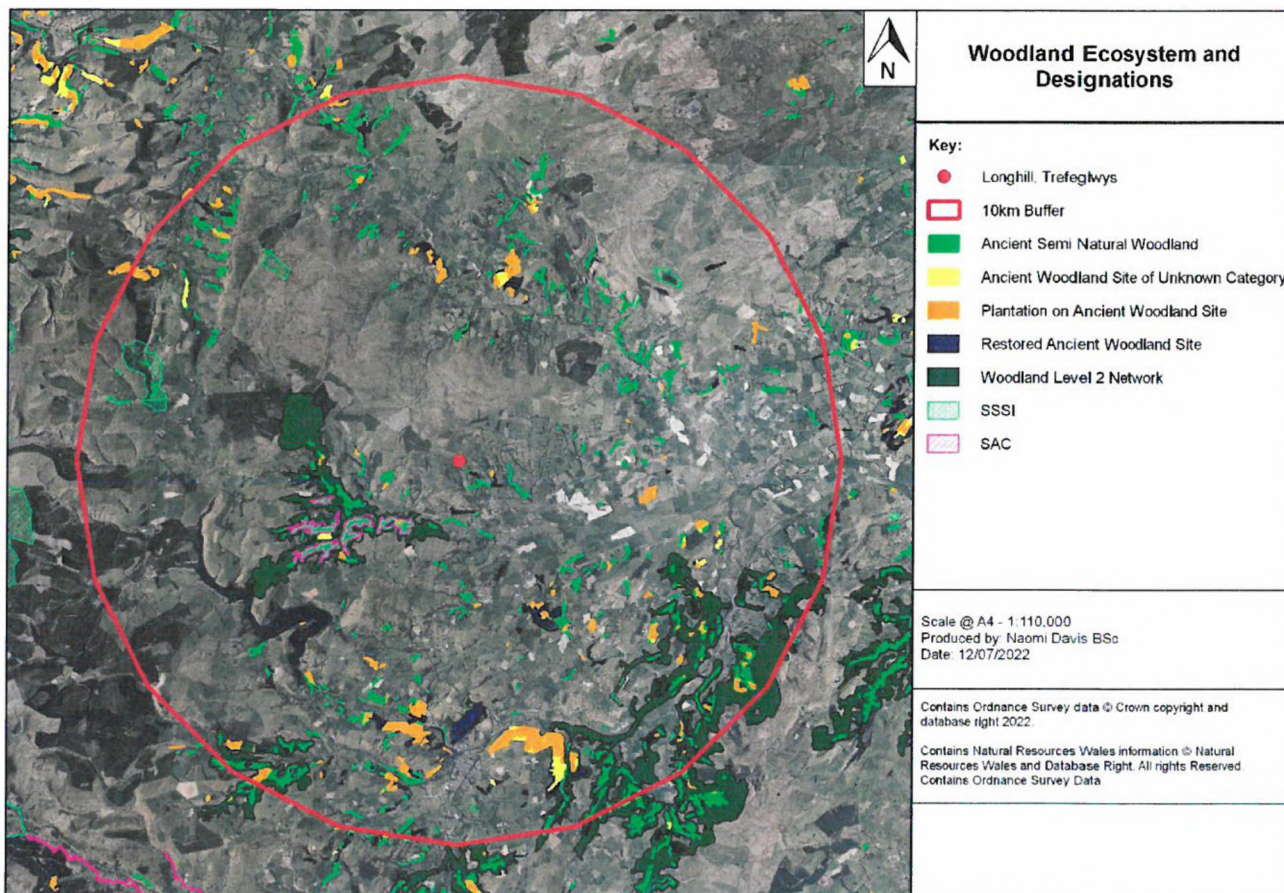 N
Woodland Ecosystem and
Designations
Key:
Longhill, Trefeglwys
10km Buffer
Ancient Semi Natural Woodland
Ancient Woodland Site of Unknown Category
Plantation on Ancient Woodland Site
Restored Ancient Woodland Site
Woodland Level 2 Network
SSSI
SAC
Scale @ A4 - 1:110,000
Produced by: Naomi Davis BSc
Date: 12/07/2022
Contains Ordnance Survey data © Crown copyright and
database right 2022.
Contains Natural Resources Wales information © Natural
Resources Wales and Database Right. All rights Reserved.
Contains Ordnance Survey Data